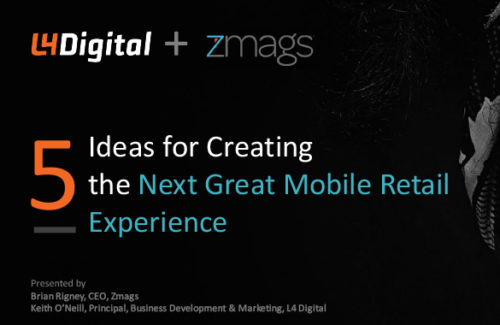 L4Digital + zmags
5 Ideas for Creating
the Next Great Mobile Retail
Experience
Presented by
Brian Rigney, CEO, Zmags
Keith O'Neill, Principal, Business Development & Marketing, L4 Digital